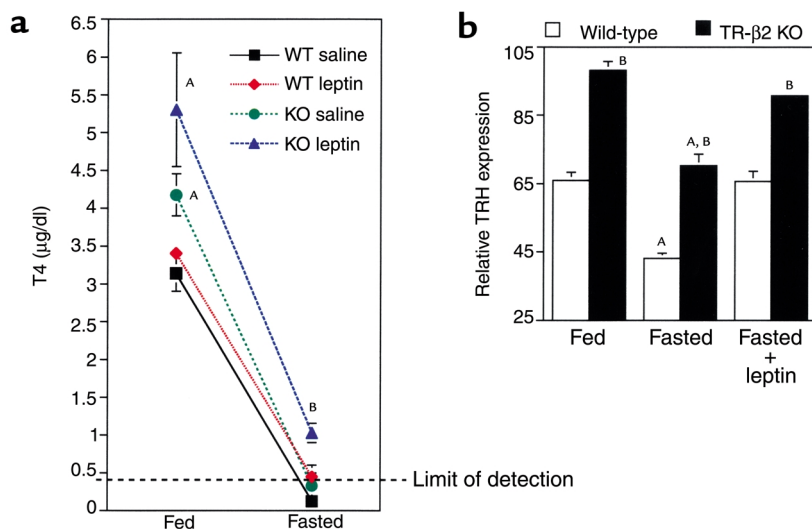 a
6.5
6
5.5
5
4.5
4
3.5
3
2.5
2
1.5
1
0.5
0
T4 (µg/dl)
WT saline
WT leptin
KO saline
KO leptin
A
A
B
Limit of detection
Fed Fasted
b
Wild-type TR-β2 KO
105
85
65
45
25
Relative TRH expression
B
A
A, B
B
Fed Fasted Fasted
+
leptin